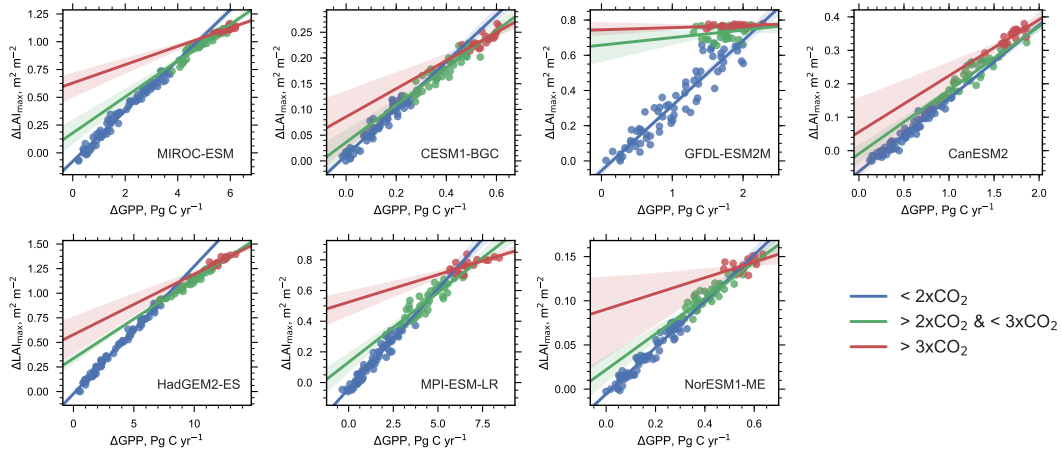 1.25
1.00
0.75
0.50
0.25
0.00
ΔLAImax, m² m⁻²
MIROC-ESM
0 2 4 6
ΔGPP, Pg C yr⁻¹
0.25
0.20
0.15
0.10
0.05
0.00
ΔLAImax, m² m⁻²
CESM1-BGC
0.0 0.2 0.4 0.6
ΔGPP, Pg C yr⁻¹
0.8
0.6
0.4
0.2
0.0
ΔLAImax, m² m⁻²
GFDL-ESM2M
0 1 2
ΔGPP, Pg C yr⁻¹
0.4
0.3
0.2
0.1
0.0
ΔLAImax, m² m⁻²
CanESM2
0.0 0.5 1.0 1.5 2.0
ΔGPP, Pg C yr⁻¹
1.50
1.25
1.00
0.75
0.50
0.25
0.00
ΔLAImax, m² m⁻²
HadGEM2-ES
0 5 10
ΔGPP, Pg C yr⁻¹
0.8
0.6
0.4
0.2
0.0
ΔLAImax, m² m⁻²
MPI-ESM-LR
0.0 2.5 5.0 7.5
ΔGPP, Pg C yr⁻¹
0.15
0.10
0.05
0.00
ΔLAImax, m² m⁻²
NorESM1-ME
0.0 0.2 0.4 0.6
ΔGPP, Pg C yr⁻¹
< 2xCO₂
> 2xCO₂ & < 3xCO₂
> 3xCO₂